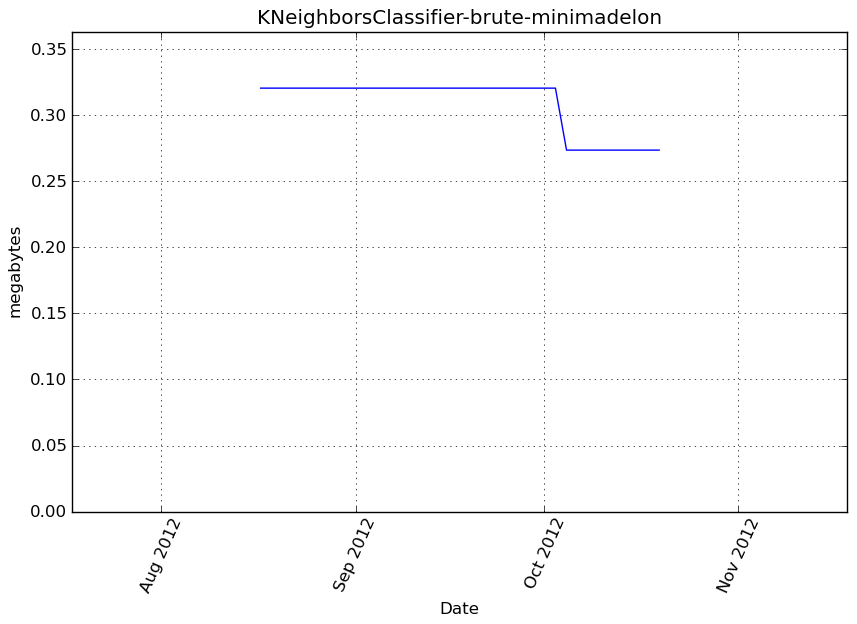 KNeighborsClassifier-brute-minimadelon
0.35
0.30
0.25
0.20
0.15
0.10
0.05
0.00
megabytes
Aug 2012
Sep 2012
Oct 2012
Nov 2012
Date